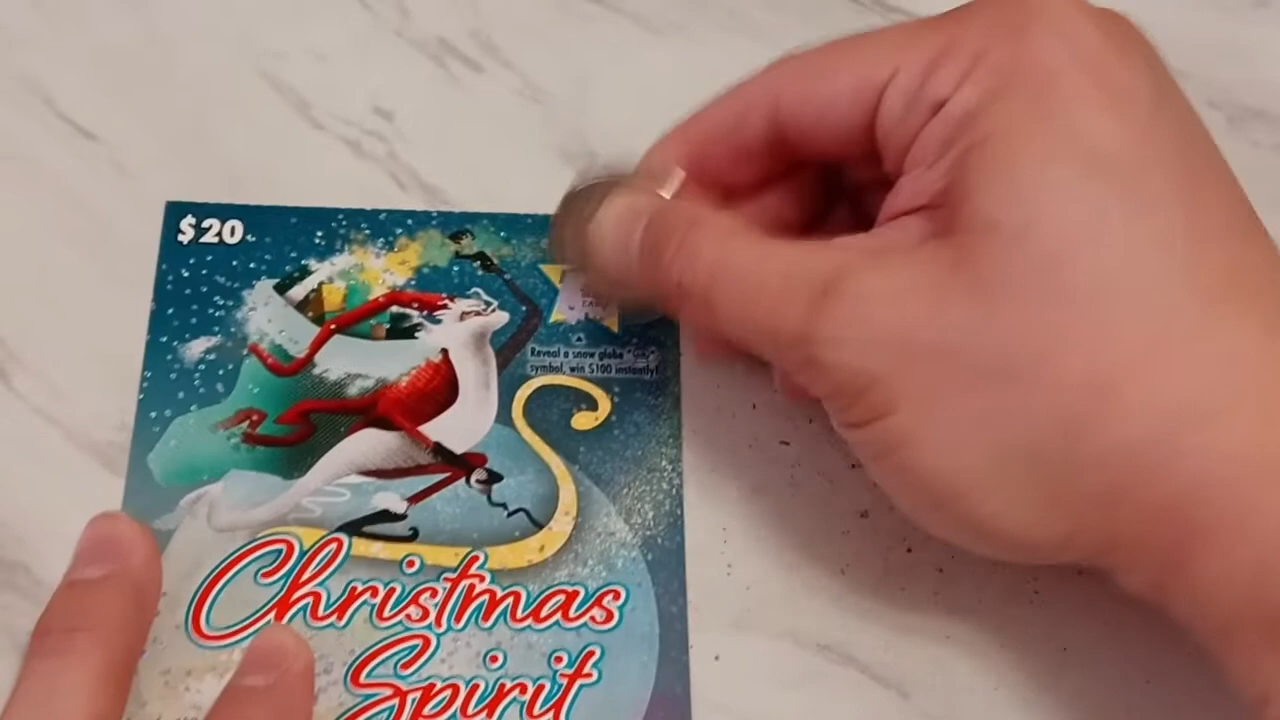 $20
Reveal a snow globe " "
symbol, win $100 instantly!
Christmas
Spirit